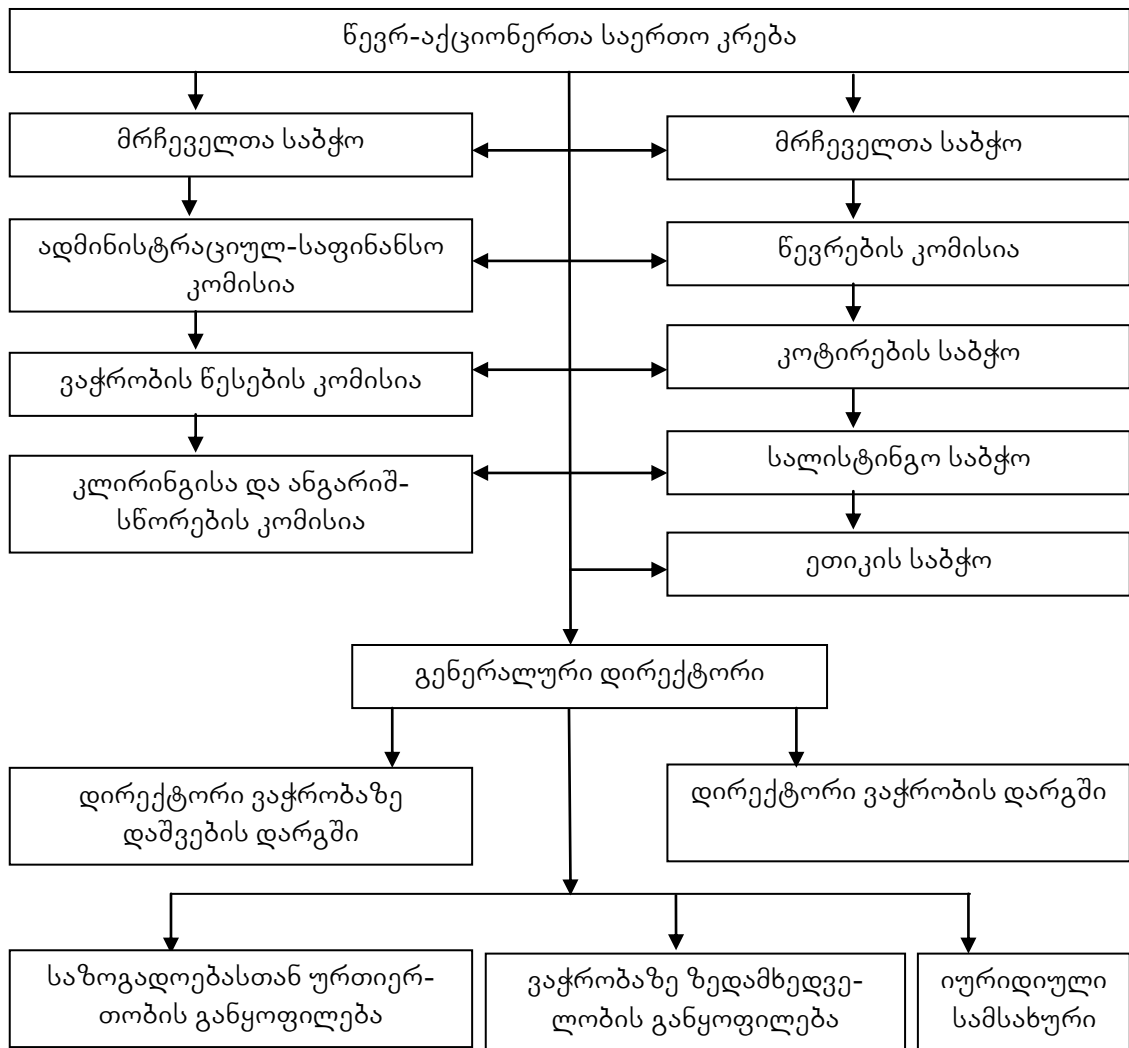 წევრ-აქციონერთა საერთო კრება
მრჩეველთა საბჭო
მრჩეველთა საბჭო
ადმინისტრაციულ-საფინანსო
კომისია
წევრების კომისია
ვაჭრობის წესების კომისია
კოტირების საბჭო
კლირინგისა და ანგარიშ-
სწორების კომისია
სალისტინგო საბჭო
ეთიკის საბჭო
გენერალური დირექტორი
დირექტორი ვაჭრობაზე
დაშვების დარგში
დირექტორი ვაჭრობის დარგში
საზოგადოებასთან ურთიერ-
თობის განყოფილება
ვაჭრობაზე ზედამხედვე-
ლობის განყოფილება
იურიდიული
სამსახური